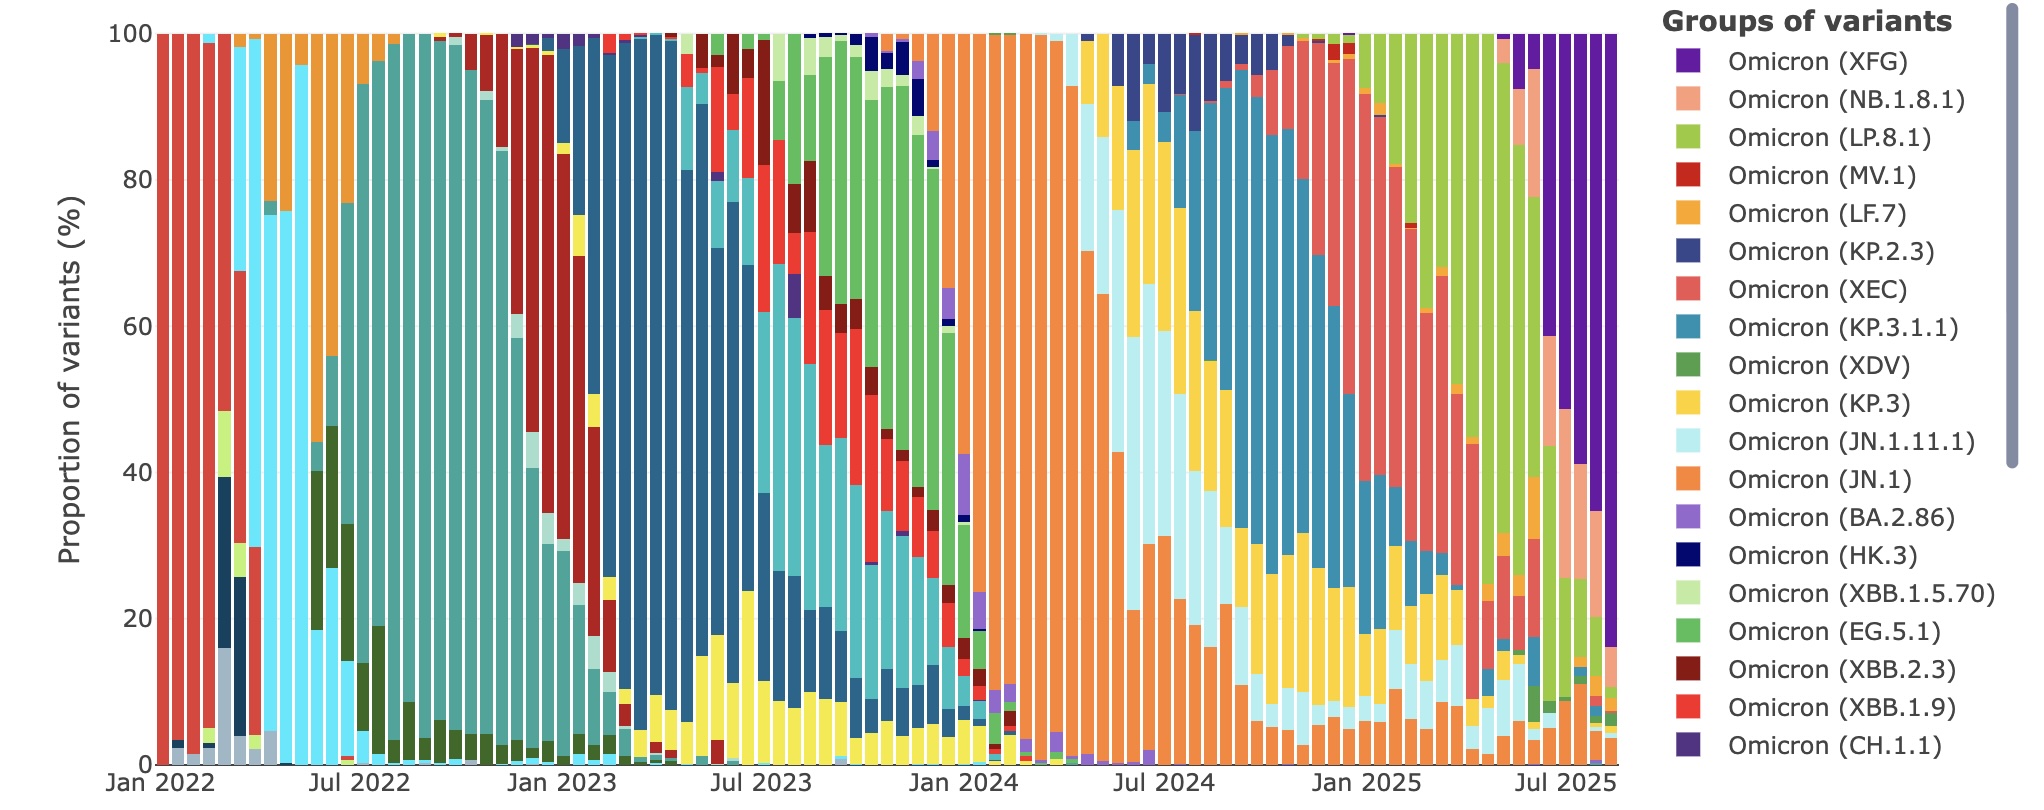 Groups of variants
Omicron (XFG)
Omicron (NB.1.8.1)
Omicron (LP.8.1)
Omicron (MV.1)
Omicron (LF.7)
Omicron (KP.2.3)
Omicron (XEC)
Omicron (KP.3.1.1)
Omicron (XDV)
Omicron (KP.3)
Omicron (JN.1.11.1)
Omicron (JN.1)
Omicron (BA.2.86)
Omicron (HK.3)
Omicron (XBB.1.5.70)
Omicron (EG.5.1)
Omicron (XBB.2.3)
Omicron (XBB.1.9)
Omicron (CH.1.1)
Proportion of variants (%)
100
80
60
40
20
0
Jan 2022
Jul 2022
Jan 2023
Jul 2023
Jan 2024
Jul 2024
Jan 2025
Jul 2025